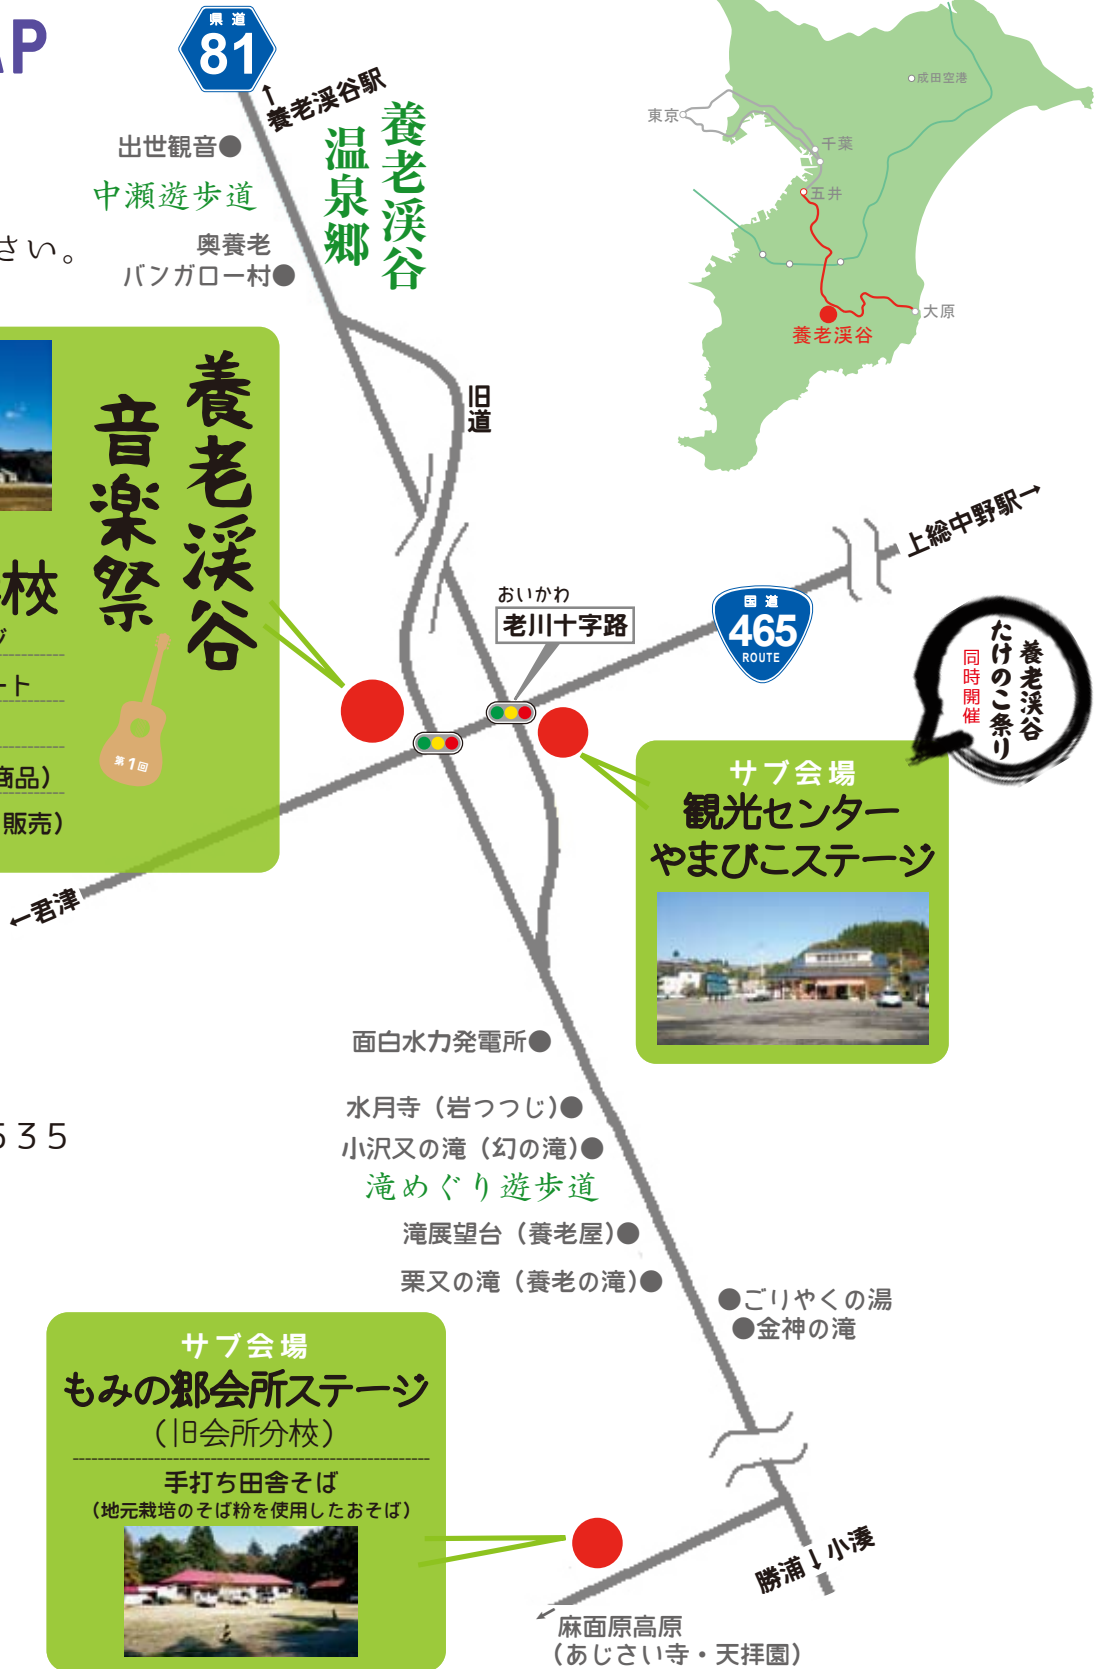 AP
県道
81
↑養老渓谷駅
出世観音●
中瀬遊歩道
養老渓谷
温泉郷
さい。
奥養老
バンガロー村●
東京
成田空港
千葉
五井
大原
養老渓谷
旧道
養老渓谷
音楽祭
第1回
校
ジ
ート
商品）
販売）
上総中野駅→
おいかわ
老川十字路
国道
465
ROUTE
養老渓谷
たけのこ祭り
同時開催
サブ会場
観光センター
やまびこステージ
←君津
面白水力発電所●
水月寺（岩つつじ）●
535
小沢又の滝（幻の滝）●
滝めぐり遊歩道
滝展望台（養老屋）●
栗又の滝（養老の滝）●
●ごりやくの湯
●金神の滝
サブ会場
もみの郷会所ステージ
（旧会所分校）
手打ち田舎そば
（地元栽培のそば粉を使用したおそば）
勝浦↓小湊
麻面原高原
（あじさい寺・天拝園）